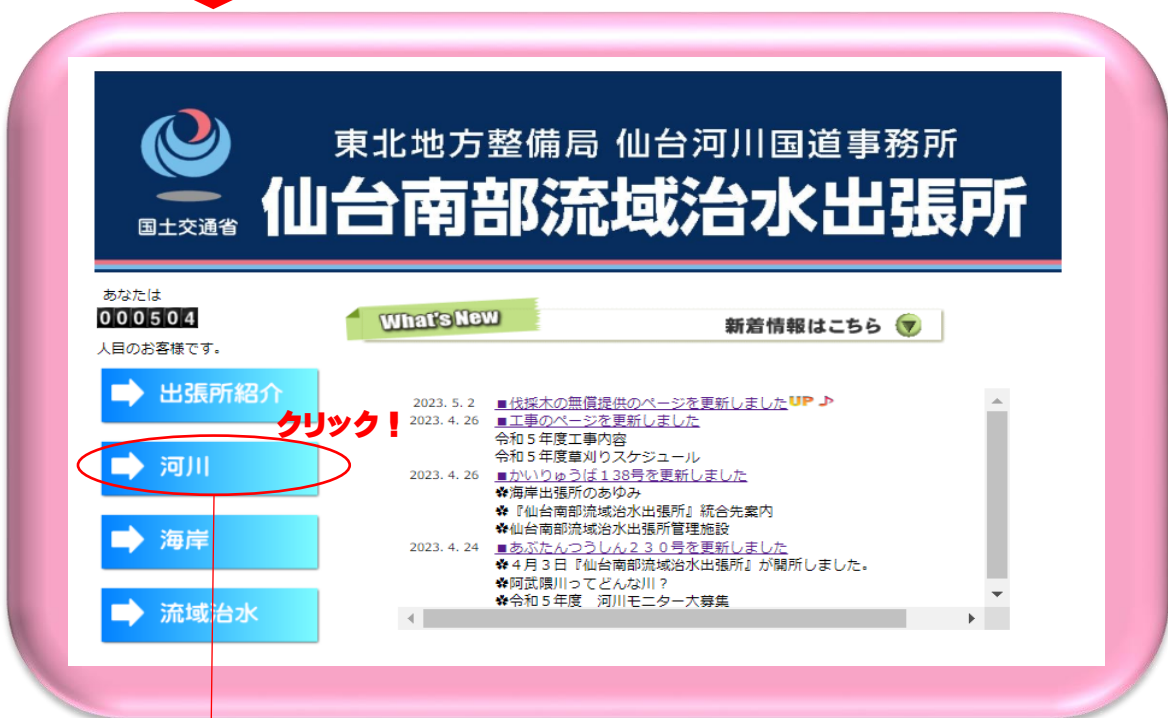 東北地方整備局 仙台河川国道事務所
仙台南部流域治水出張所
国土交通省
あなたは
000504
人目のお客様です。
What's New
新着情報はこちら
出張所紹介
クリック！
河川
海岸
流域治水
2023. 5. 2 ■伐採木の無償提供のページを更新しましたUP
2023. 4. 26 ■工事のページを更新しました
令和５年度工事内容
令和５年度草刈りスケジュール
2023. 4. 26 ■かいりゅうば１38号を更新しました
✿海岸出張所のあゆみ
✿『仙台南部流域治水出張所』統合先案内
✿仙台南部流域治水出張所管理施設
2023. 4. 24 ■あぶたんつうしん２３０号を更新しました
✿４月３日『仙台南部流域治水出張所』が開所しました。
✿阿武隈川ってどんな川？
✿令和５年度　河川モニター大募集